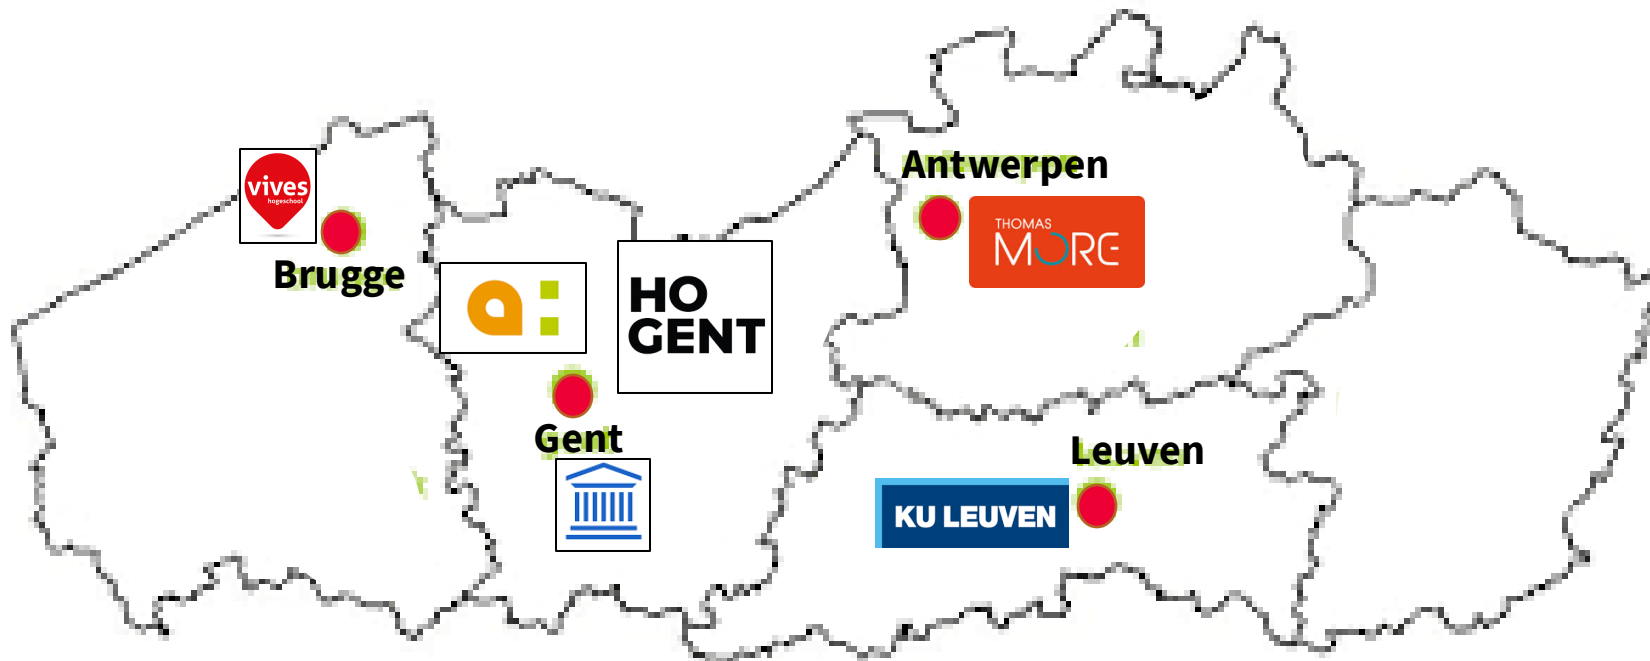 Antwerpen
THOMAS
MORE
vives
hogeschool
Brugge
a:
HO
GENT
Gent
Leuven
KU LEUVEN